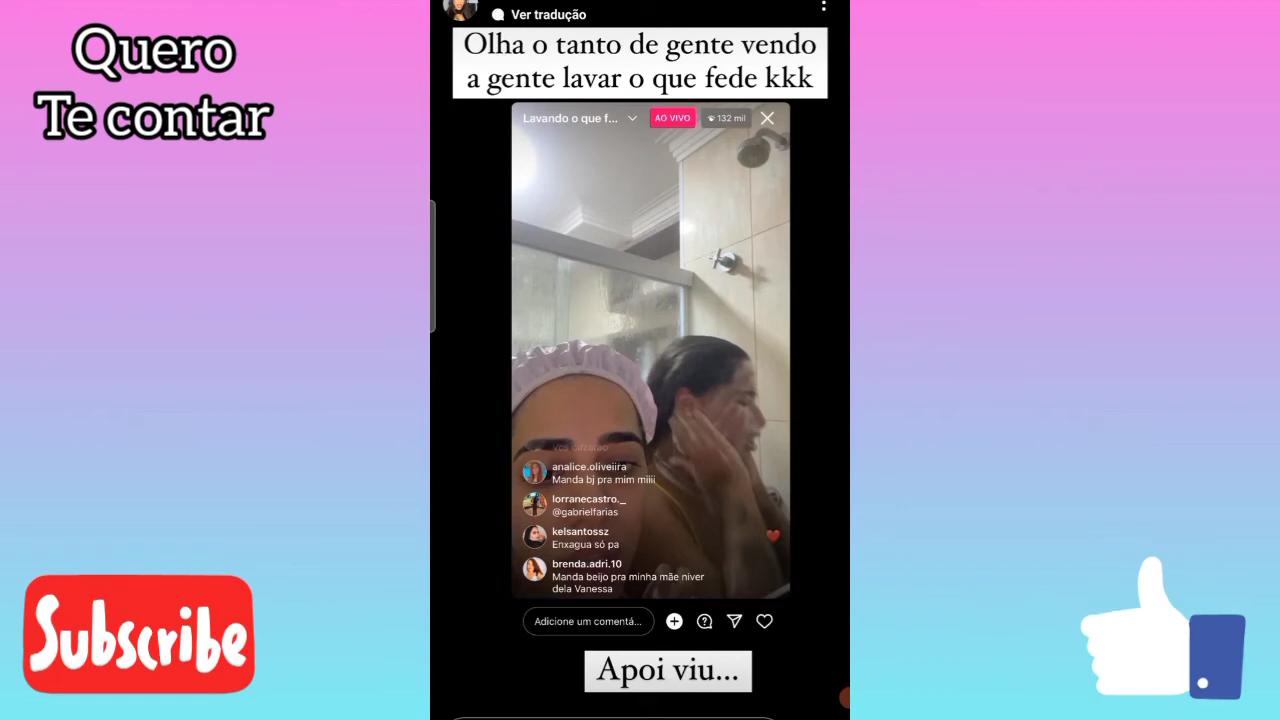 Quero
Te contar
Ver tradução
Olha o tanto de gente vendo
a gente lavar o que fede kkk
Lavando o que f...
AO VIVO
132 mil
analice.oliveiira
Manda bj pra mim miiii
lorranecastro._
@gabrielfarias
kelsantossz
Enxagua só pa
brenda.adri.10
Manda beijo pra minha mãe niver
dela Vanessa
Adicione um comentá...
Apoi viu...
Subscribe